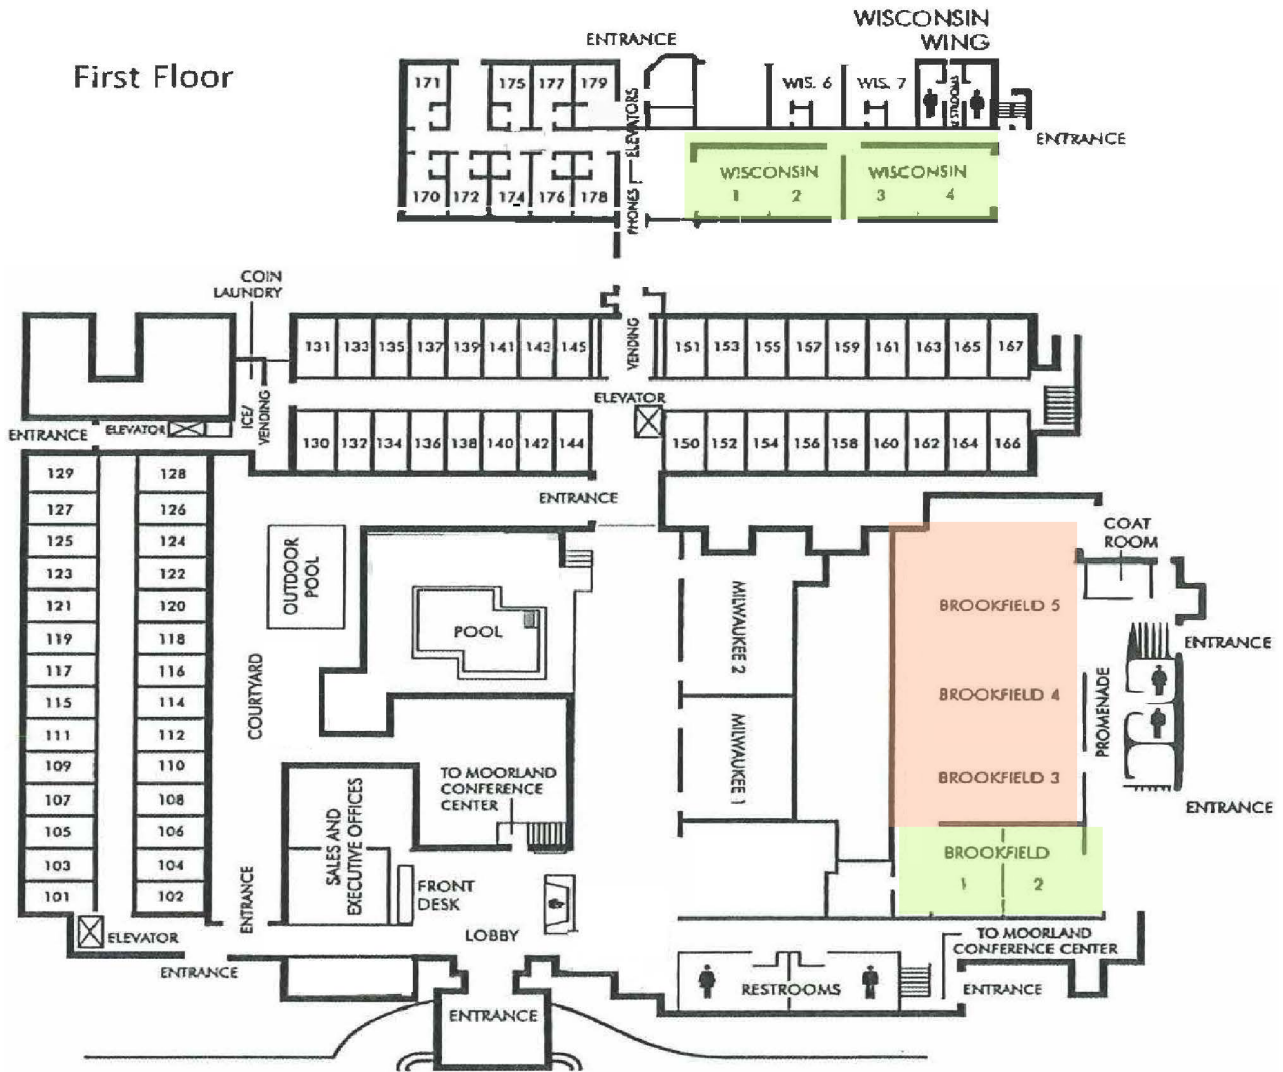 First Floor
WISCONSIN
WING
ENTRANCE
171
175
177
179
WIS. 6
WIS. 7
RESTROOMS
ELEVATORS
ENTRANCE
WISCONSIN
1
2
WISCONSIN
3
4
170
172
174
176
178
PHONES
COIN
LAUNDRY
131
133
135
137
139
141
143
145
VENDING
151
153
155
157
159
161
163
165
167
ELEVATOR
ICE/
VENDING
ENTRANCE
ELEVATOR
130
132
134
136
138
140
142
144
150
152
154
156
158
160
162
164
166
ENTRANCE
129
128
127
126
125
124
123
122
121
120
119
118
117
116
115
114
111
112
109
110
107
108
105
106
103
104
101
102
OUTDOOR
POOL
POOL
COURTYARD
MILWAUKEE 2
MILWAUKEE 1
COAT
ROOM
BROOKFIELD 5
ENTRANCE
BROOKFIELD 4
PROMENADE
BROOKFIELD 3
ENTRANCE
BROOKFIELD
1
2
TO MOORLAND
CONFERENCE
CENTER
SALES AND
EXECUTIVE OFFICES
FRONT
DESK
LOBBY
ENTRANCE
ELEVATOR
ENTRANCE
TO MOORLAND
CONFERENCE CENTER
RESTROOMS
ENTRANCE
ENTRANCE